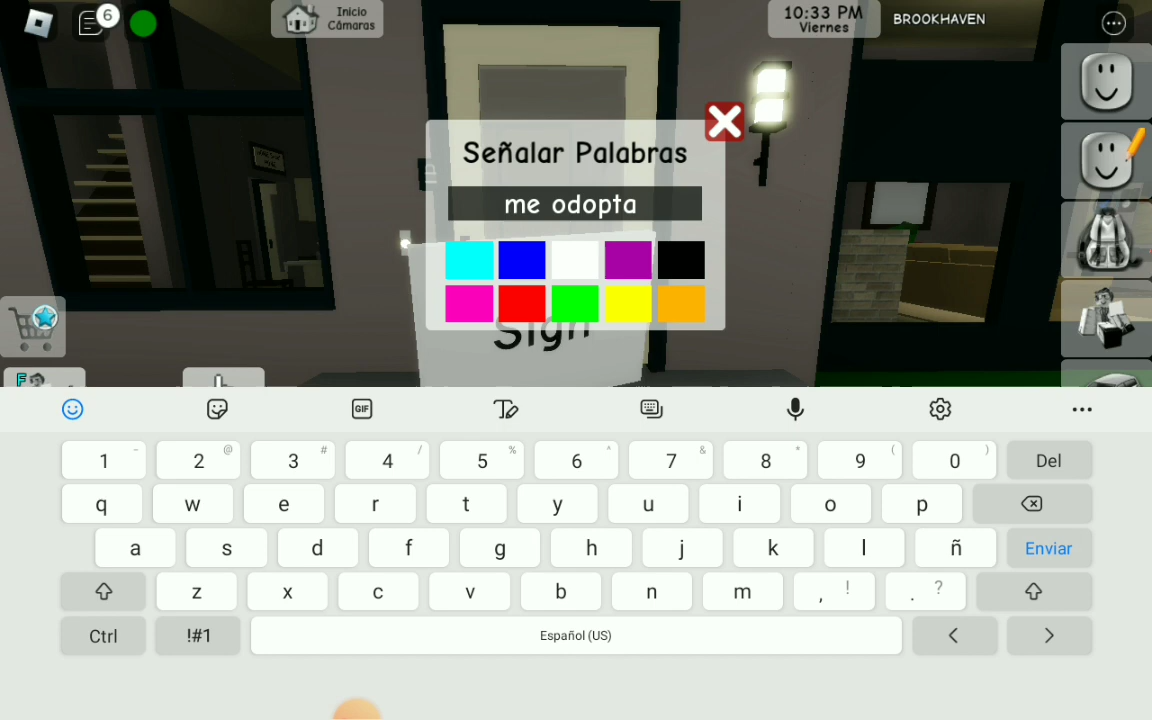 6
Inicio
Cámaras
10:33 PM
Viernes
BROOKHAVEN
Señalar Palabras
me odopta
Sign
F
GIF
1 - 2 @ 3 # 4 / 5 % 6 ^ 7 & 8 * 9 ( 0 ) Del
q w e r t y u i o p
a s d f g h j k l ñ Enviar
z x c v b n m , ! . ?
Ctrl !#1 Español (US) < >